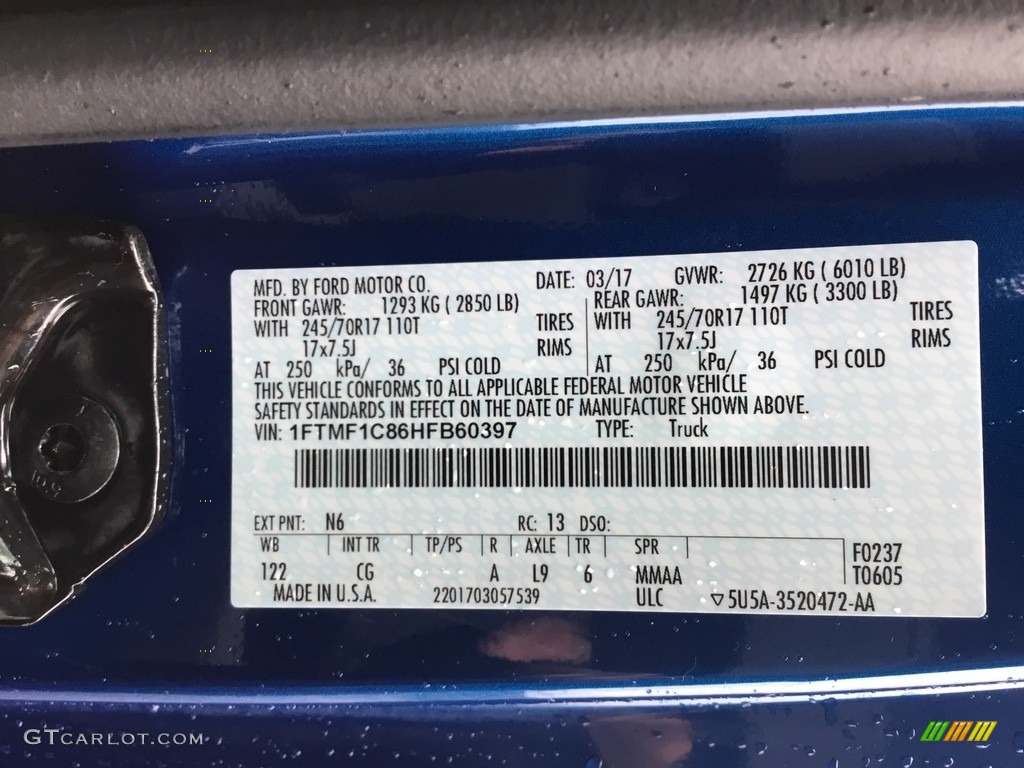 MFD. BY FORD MOTOR CO. DATE: 03/17 GVWR: 2726 KG ( 6010 LB)
FRONT GAWR: 1293 KG ( 2850 LB) REAR GAWR: 1497 KG ( 3300 LB)
WITH 245/70R17 110T TIRES WITH 245/70R17 110T TIRES
17x7.5J RIMS 17x7.5J RIMS
AT 250 kPa/ 36 PSI COLD AT 250 kPa/ 36 PSI COLD
THIS VEHICLE CONFORMS TO ALL APPLICABLE FEDERAL MOTOR VEHICLE
SAFETY STANDARDS IN EFFECT ON THE DATE OF MANUFACTURE SHOWN ABOVE.
VIN: 1FTMF1C86HFB60397 TYPE: Truck
EXT PNT: N6 RC: 13 DSO:
WB INT TR TP/PS R AXLE TR SPR F0237
122 CG A L9 6 MMAA T0605
MADE IN U.S.A. 2201703057539 ULC ▽5U5A-3520472-AA
10.9
GTCARLOT.COM